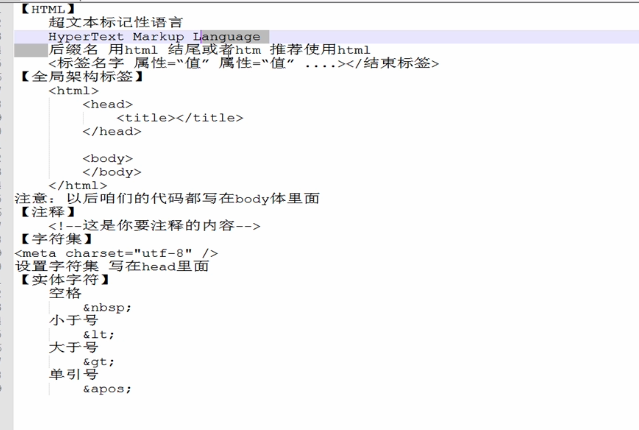 【HTML】
超文本标记性语言
HyperText Markup Language
后缀名 用html 结尾或者htm 推荐使用html
<标签名字 属性=“值” 属性=“值” ....></结束标签>
【全局架构标签】
<html>
<head>
<title></title>
</head>
<body>
</body>
</html>
注意: 以后咱们的代码都写在body体里面
【注释】
<!--这是你要注释的内容-->
【字符集】
<meta charset="utf-8" />
设置字符集 写在head里面
【实体字符】
空格
&nbsp;
小于号
&lt;
大于号
&gt;
单引号
&apos;